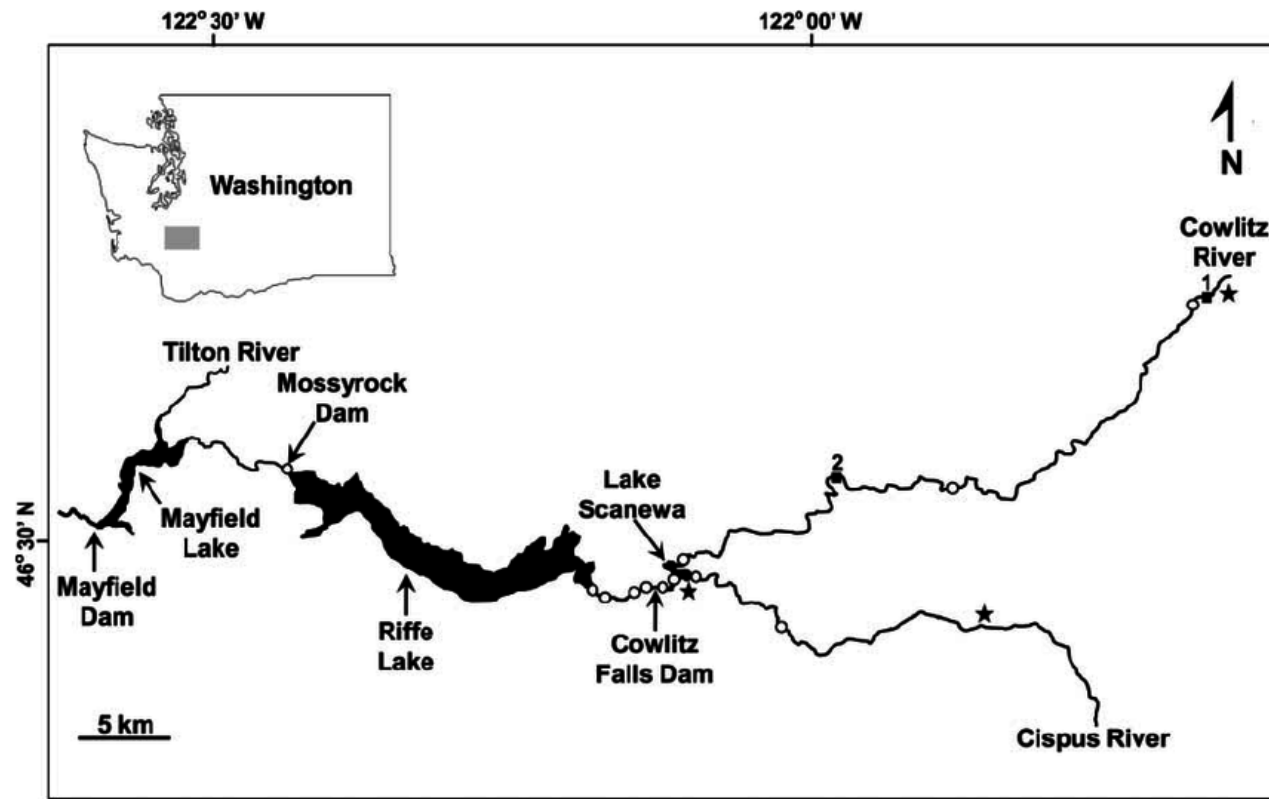 122° 30' W
122° 00' W
N
Washington
Cowlitz
River
1
Tilton River
Mossyrock
Dam
2
Lake
Scanewa
Mayfield
Lake
46° 30' N
Mayfield
Dam
Riffe
Lake
Cowlitz
Falls Dam
5 km
Cispus River